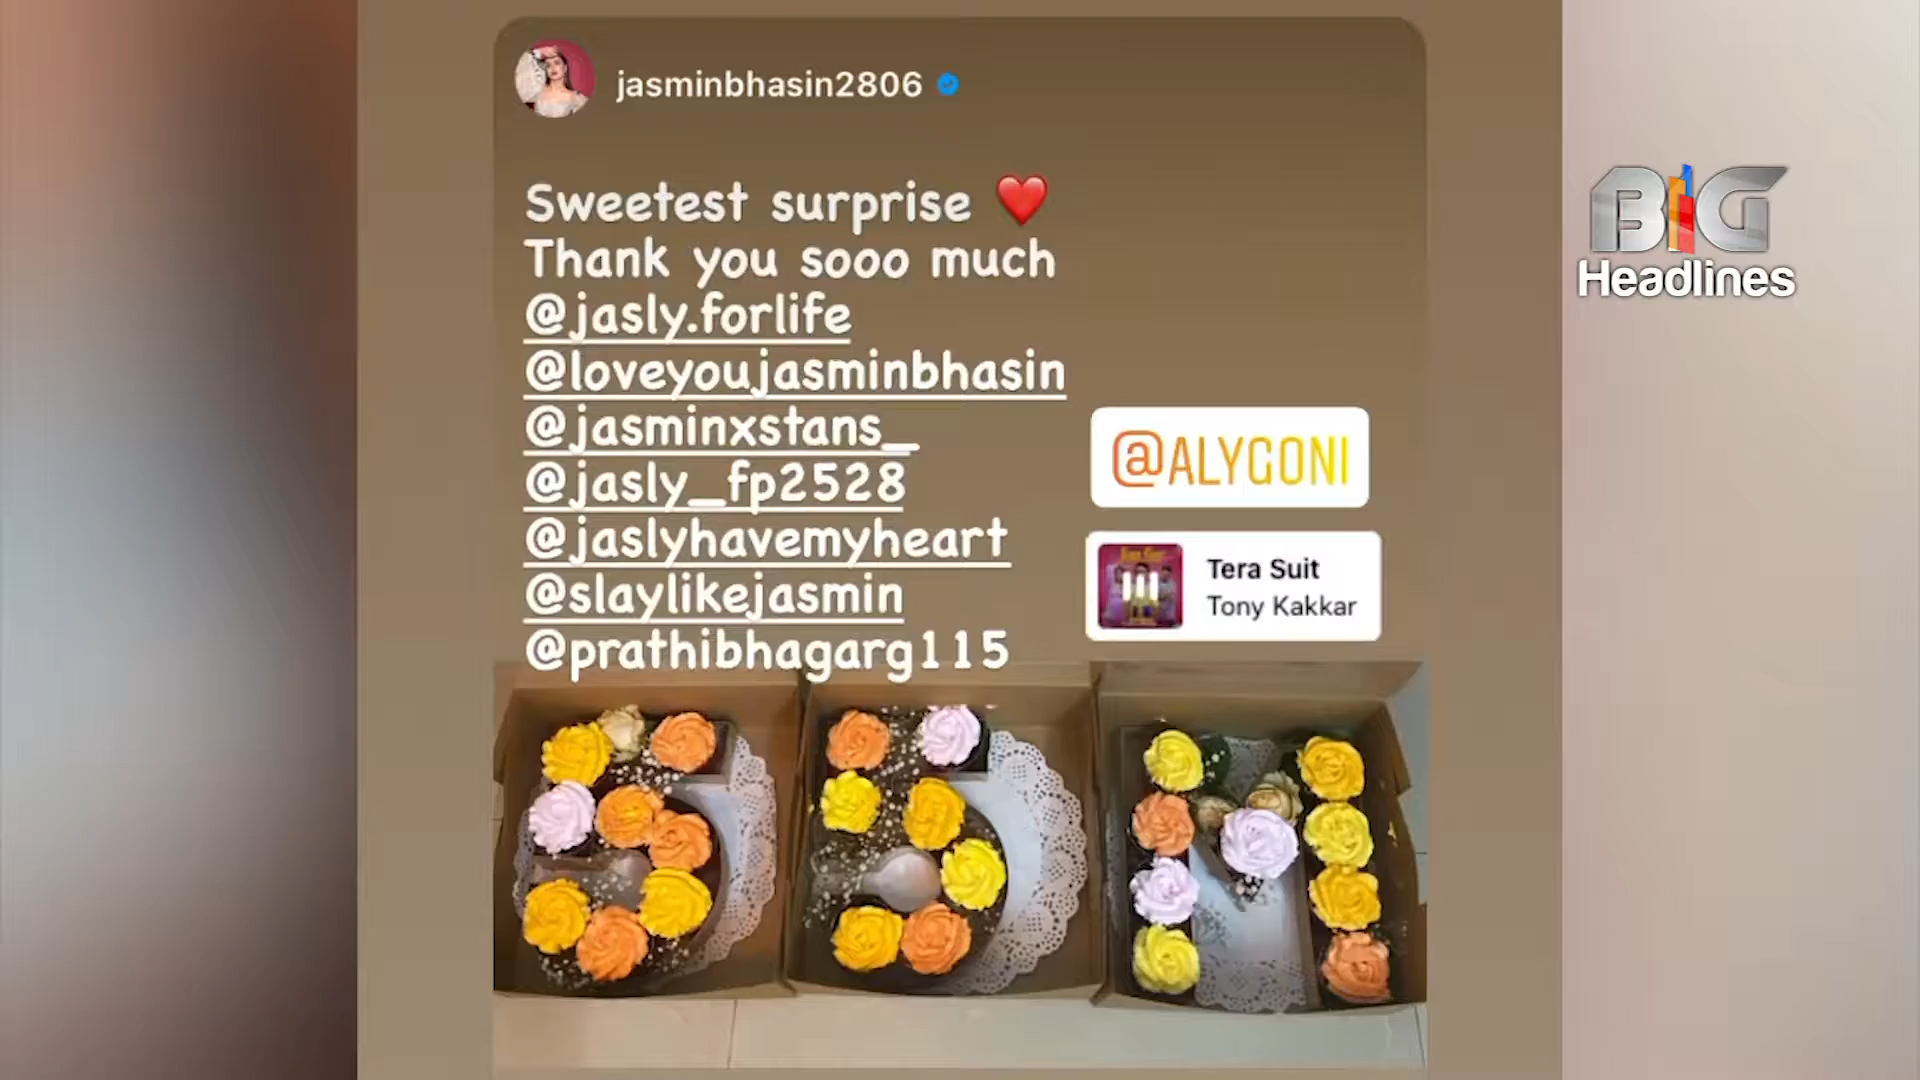 jasminbhasin2806
Sweetest surprise ❤️
Thank you sooo much
@jasly.forlife
@loveyoujasminbhasin
@jasminxstans_
@jasly_fp2528
@jaslyhavemyheart
@slaylikejasmin
@prathibhagarg115
@ALYGONI
Tera Suit
Tony Kakkar
BIG
Headlines